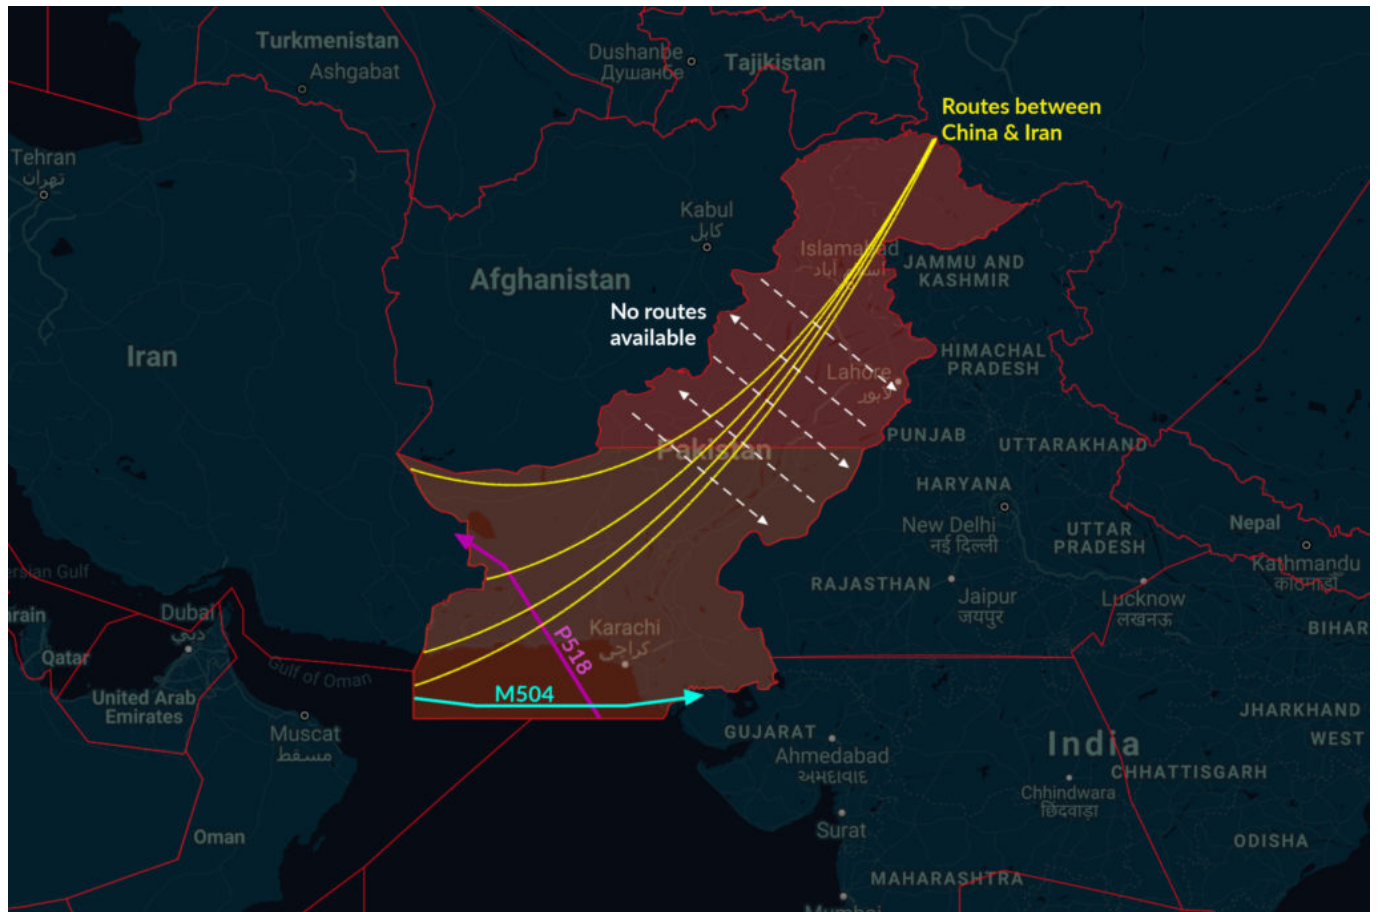 Turkmenistan
Ashgabat
Dushanbe
Душанбе
Tajikistan
Routes between
China & Iran
Tehran
تهران
Kabul
کابل
Islamabad
اسلام آباد
JAMMU AND
KASHMIR
Afghanistan
No routes
available
Iran
HIMACHAL
PRADESH
Lahore
لاہور
Pakistan
PUNJAB
UTTARAKHAND
HARYANA
New Delhi
नई दिल्ली
UTTAR
PRADESH
Nepal
Kathmandu
काठमाडौं
ersian Gulf
RAJASTHAN
Jaipur
जयपुर
Lucknow
लखनऊ
BIHAR
rain
Dubai
دبي
Karachi
کراچی
P518
Qatar
Gulf of Oman
United Arab
Emirates
M504
Muscat
مسقط
GUJARAT
Ahmedabad
અમદાવાદ
India
JHARKHAND
WEST
CHHATTISGARH
Chhindwara
छिंदवाड़ा
Surat
Oman
ODISHA
MAHARASHTRA
Mumbai